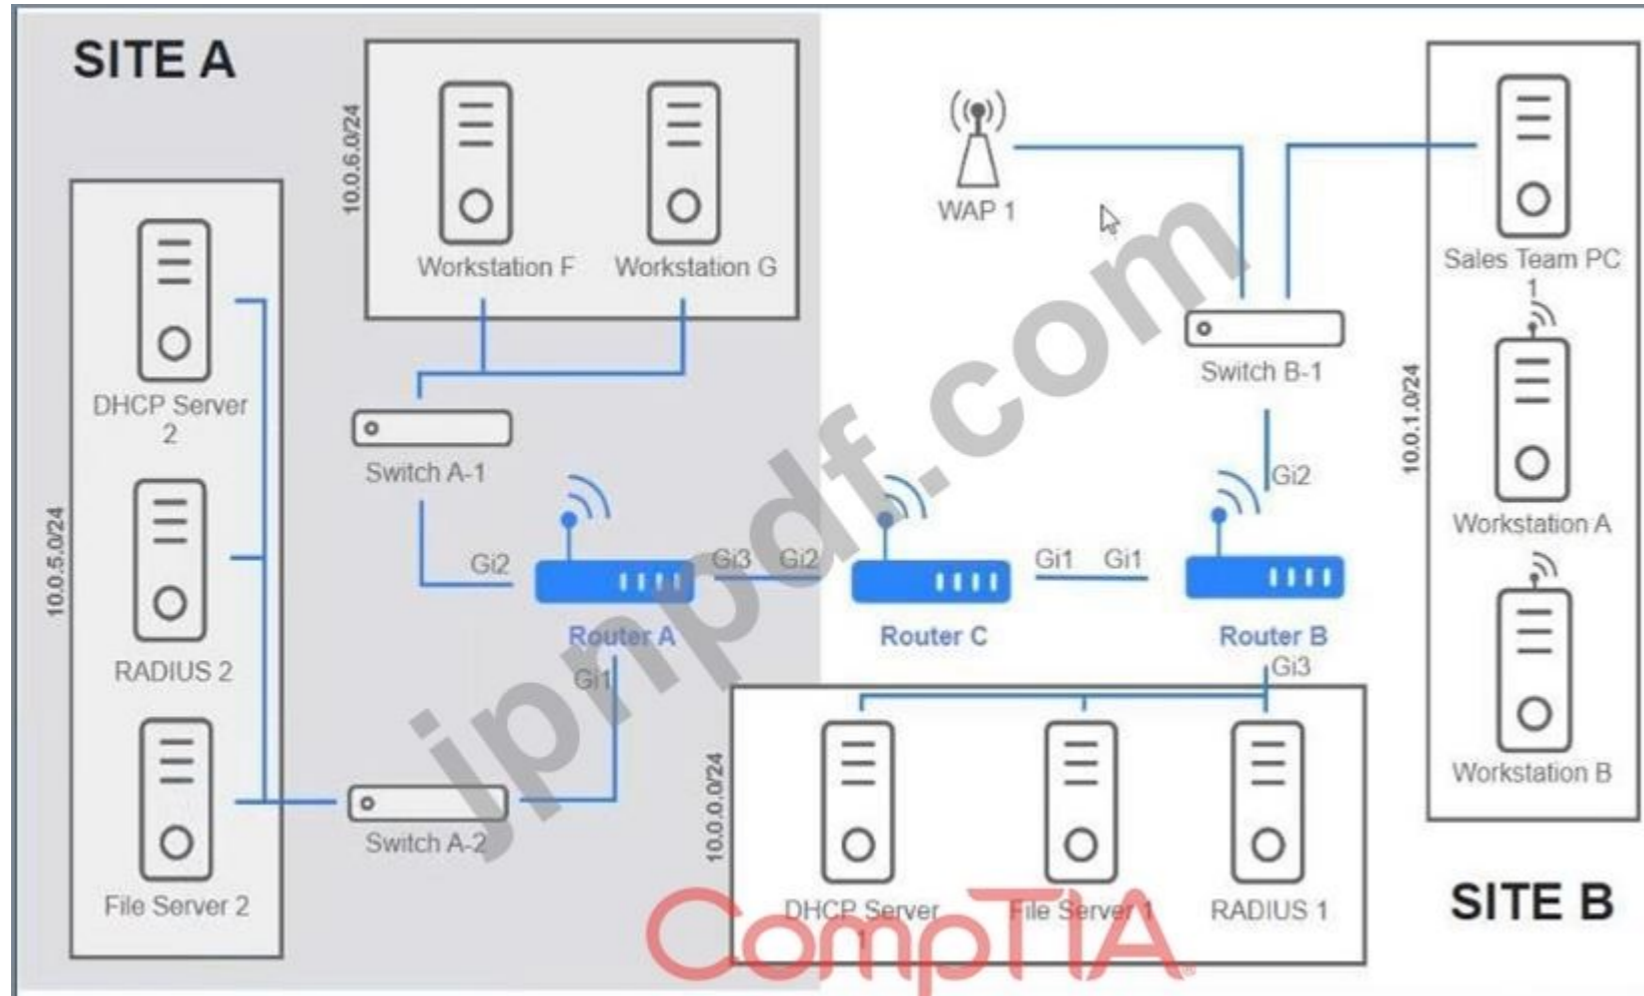 SITE A
10.0.6.0/24
Workstation F
Workstation G
WAP 1
Sales Team PC
1
DHCP Server
2
Switch A-1
Switch B-1
10.0.1.0/24
Gi2
Workstation A
10.0.5.0/24
RADIUS 2
Gi2
Gi3
Gi2
Gi1
Gi1
Router A
Router C
Router B
Gi1
Gi3
Workstation B
File Server 2
Switch A-2
10.0.0.0/24
DHCP Server
1
File Server 1
RADIUS 1
SITE B
jpnpdf.com
CompTIA®